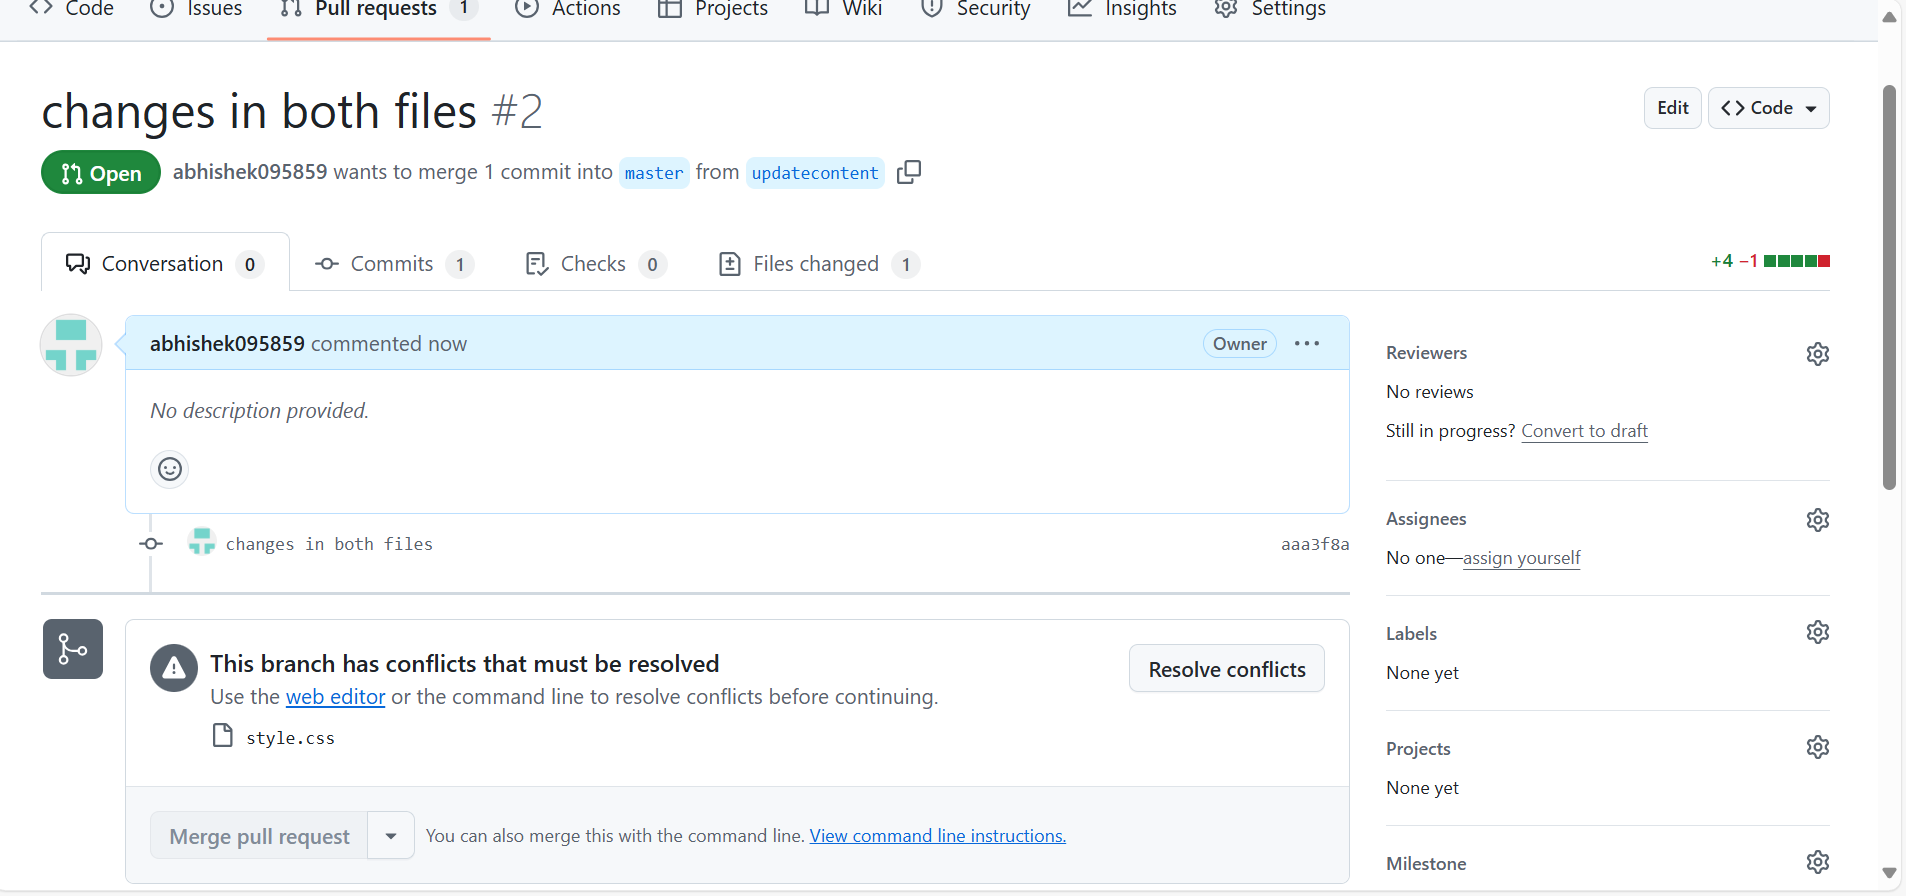 Code Issues Pull requests 1 Actions Projects Wiki Security Insights Settings
changes in both files #2
Edit
Code
Open
abhishek095859 wants to merge 1 commit into master from updatecontent
Conversation 0
Commits 1
Checks 0
Files changed 1
+4 −1
abhishek095859 commented now
Owner
No description provided.
changes in both files
aaa3f8a
This branch has conflicts that must be resolved
Use the web editor or the command line to resolve conflicts before continuing.
style.css
Resolve conflicts
Merge pull request
You can also merge this with the command line. View command line instructions.
Reviewers
No reviews
Still in progress? Convert to draft
Assignees
No one—assign yourself
Labels
None yet
Projects
None yet
Milestone